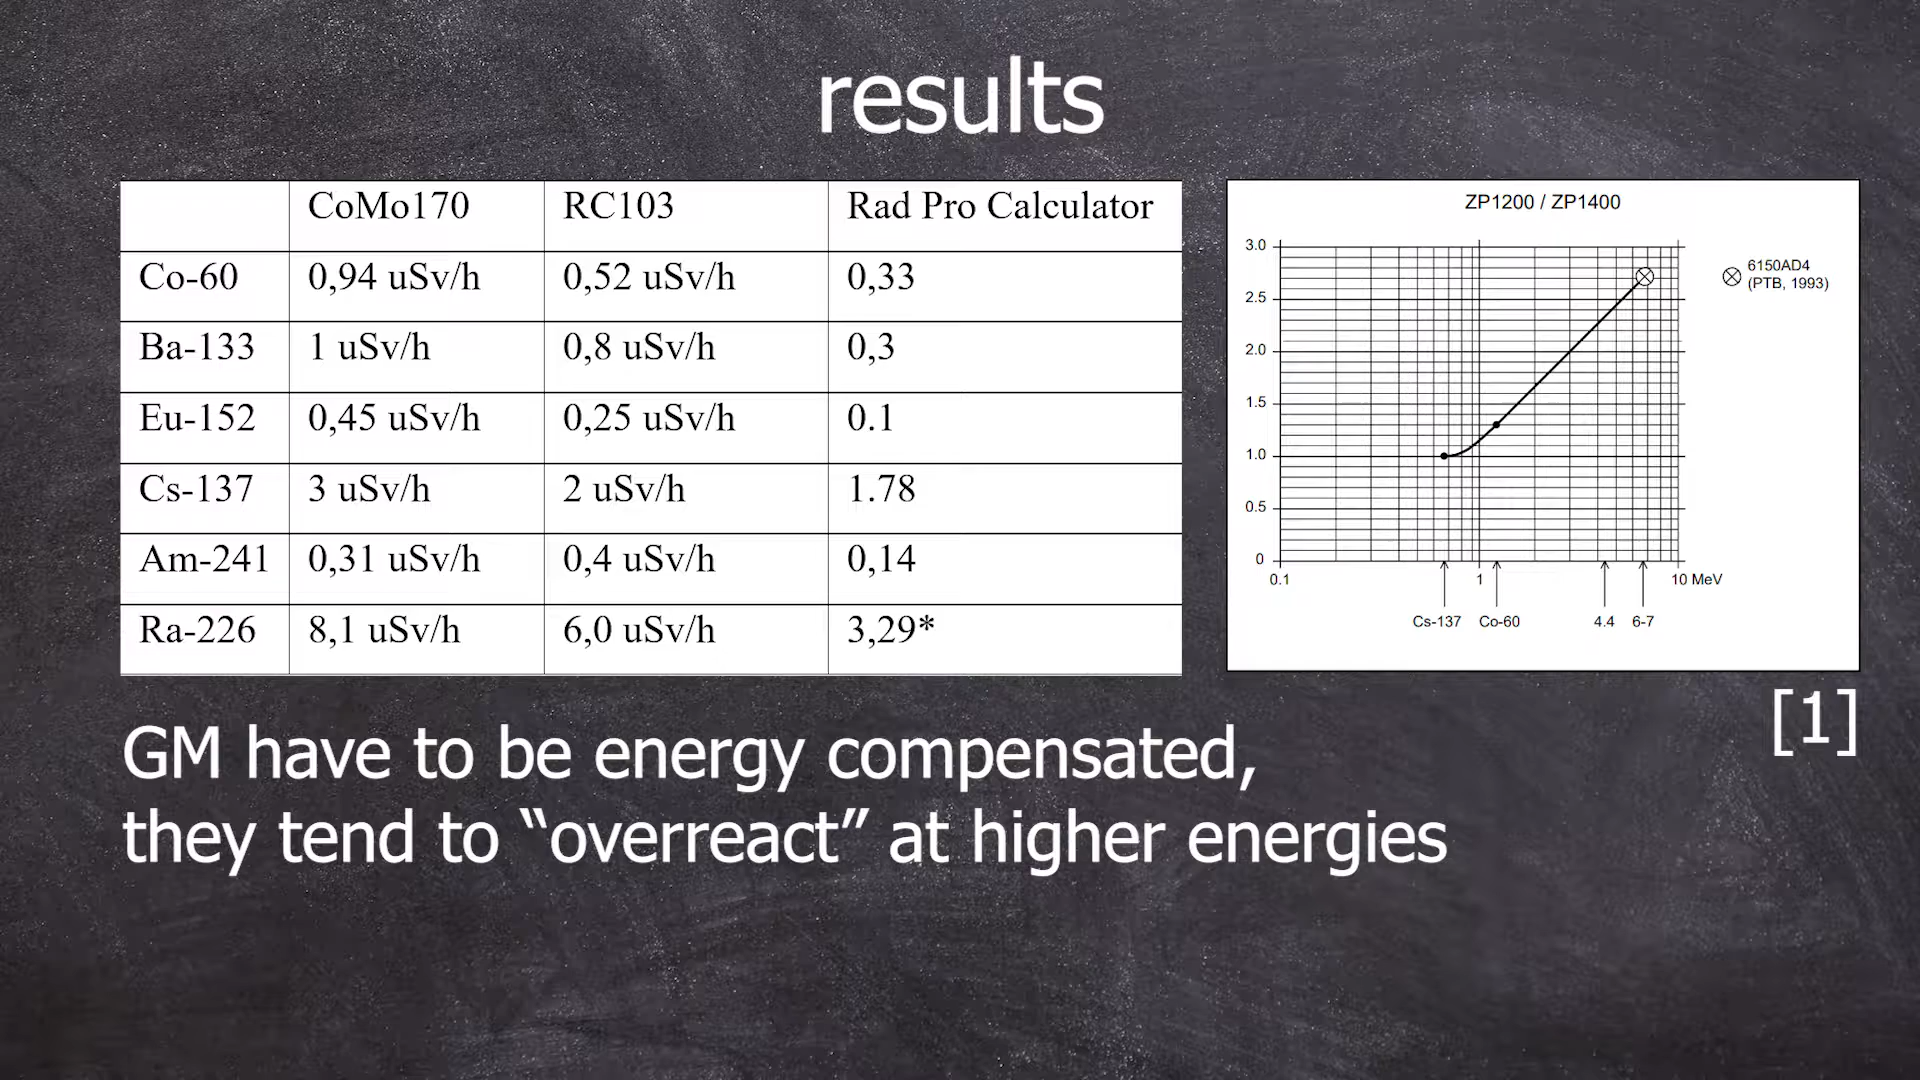 results
CoMo170 RC103 Rad Pro Calculator
Co-60 0,94 uSv/h 0,52 uSv/h 0,33
Ba-133 1 uSv/h 0,8 uSv/h 0,3
Eu-152 0,45 uSv/h 0,25 uSv/h 0.1
Cs-137 3 uSv/h 2 uSv/h 1.78
Am-241 0,31 uSv/h 0,4 uSv/h 0,14
Ra-226 8,1 uSv/h 6,0 uSv/h 3,29*
ZP1200 / ZP1400
3.0
2.5
2.0
1.5
1.0
0.5
0
0.1 1 10 MeV
Cs-137 Co-60 4.4 6-7
6150AD4
(PTB, 1993)
[1]
GM have to be energy compensated,
they tend to “overreact” at higher energies